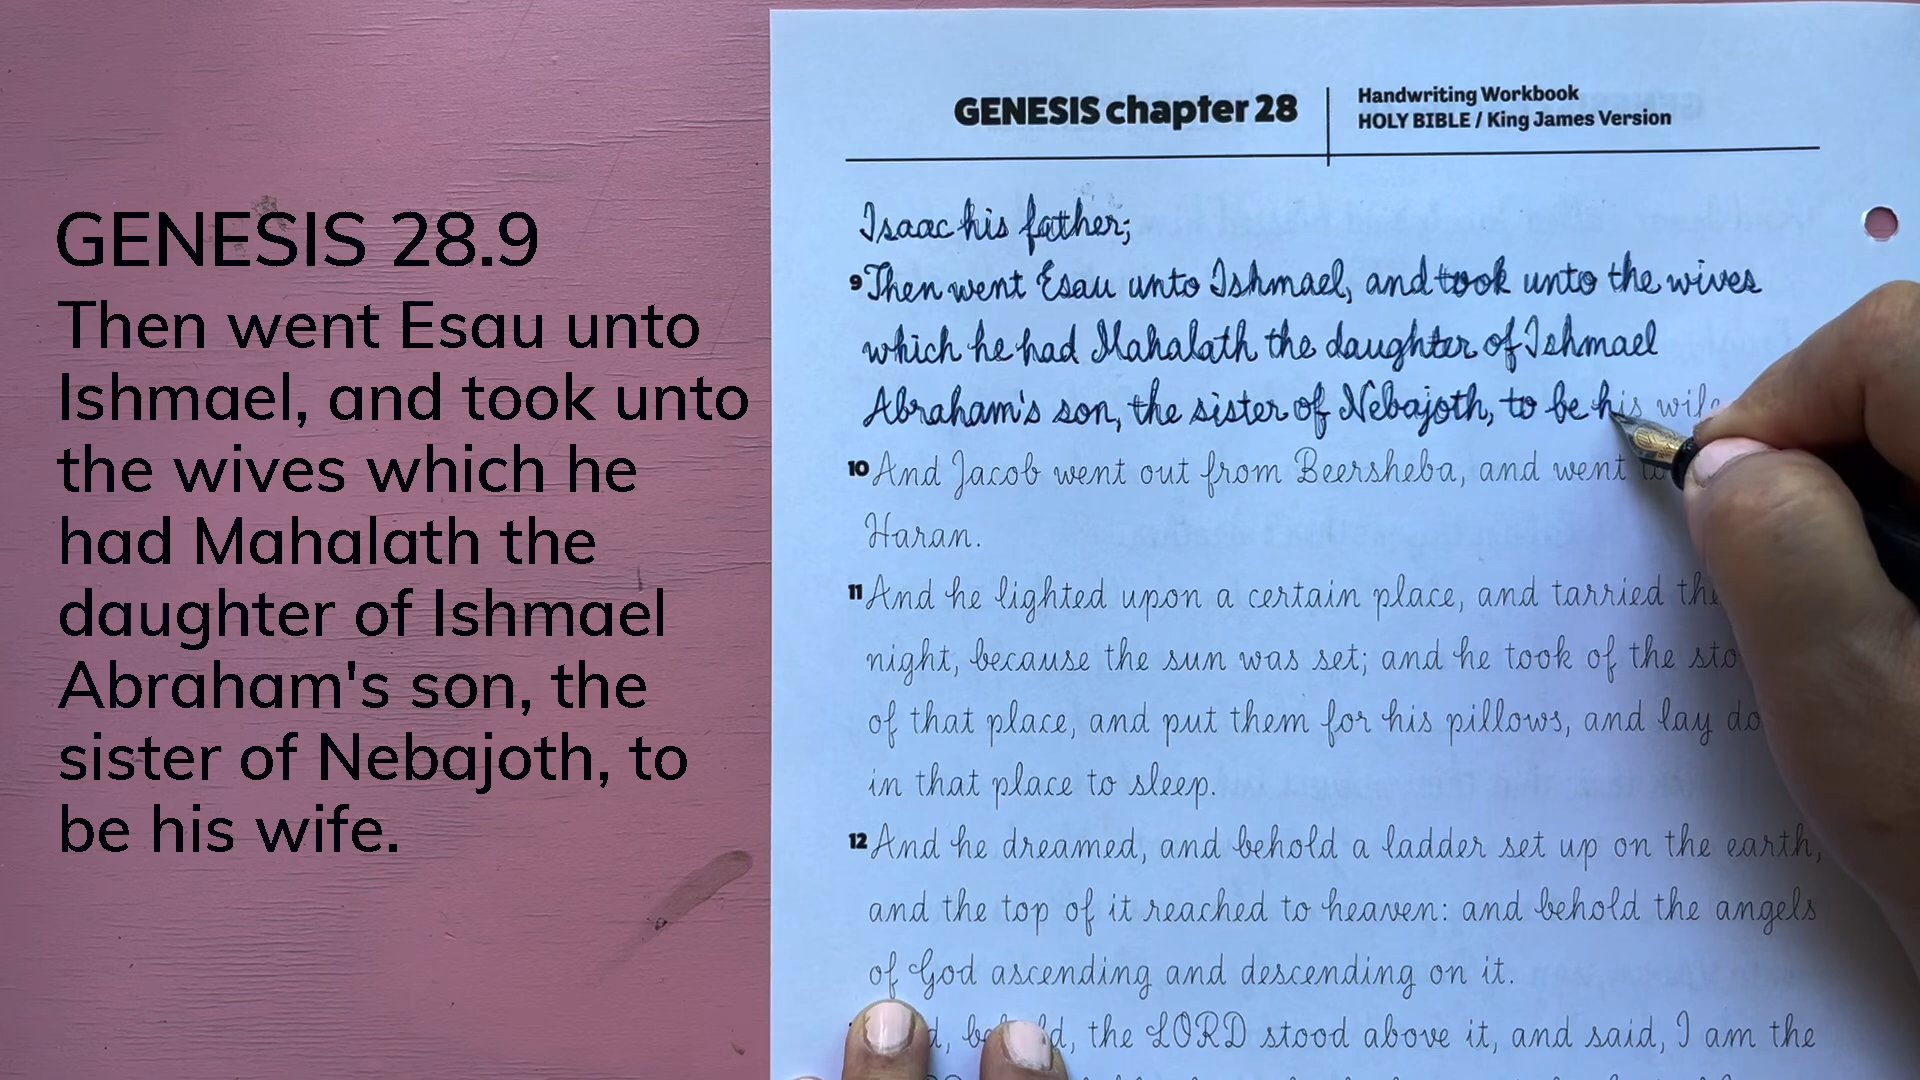 GENESIS 28.9
Then went Esau unto
Ishmael, and took unto
the wives which he
had Mahalath the
daughter of Ishmael
Abraham's son, the
sister of Nebajoth, to
be his wife.
GENESIS chapter 28
Handwriting Workbook
HOLY BIBLE / King James Version
Isaac his father;
9 Then went Esau unto Ishmael, and took unto the wives
which he had Mahalath the daughter of Ishmael
Abraham's son, the sister of Nebajoth, to be his wife
10 And Jacob went out from Beersheba, and went
Haran.
11 And he lighted upon a certain place, and tarried
night, because the sun was set; and he took of the
of that place, and put them for his pillows, and lay
in that place to sleep.
12 And he dreamed, and behold a ladder set up on the earth,
and the top of it reached to heaven: and behold the angels
of God ascending and descending on it.
the LORD stood above it, and said, I am the